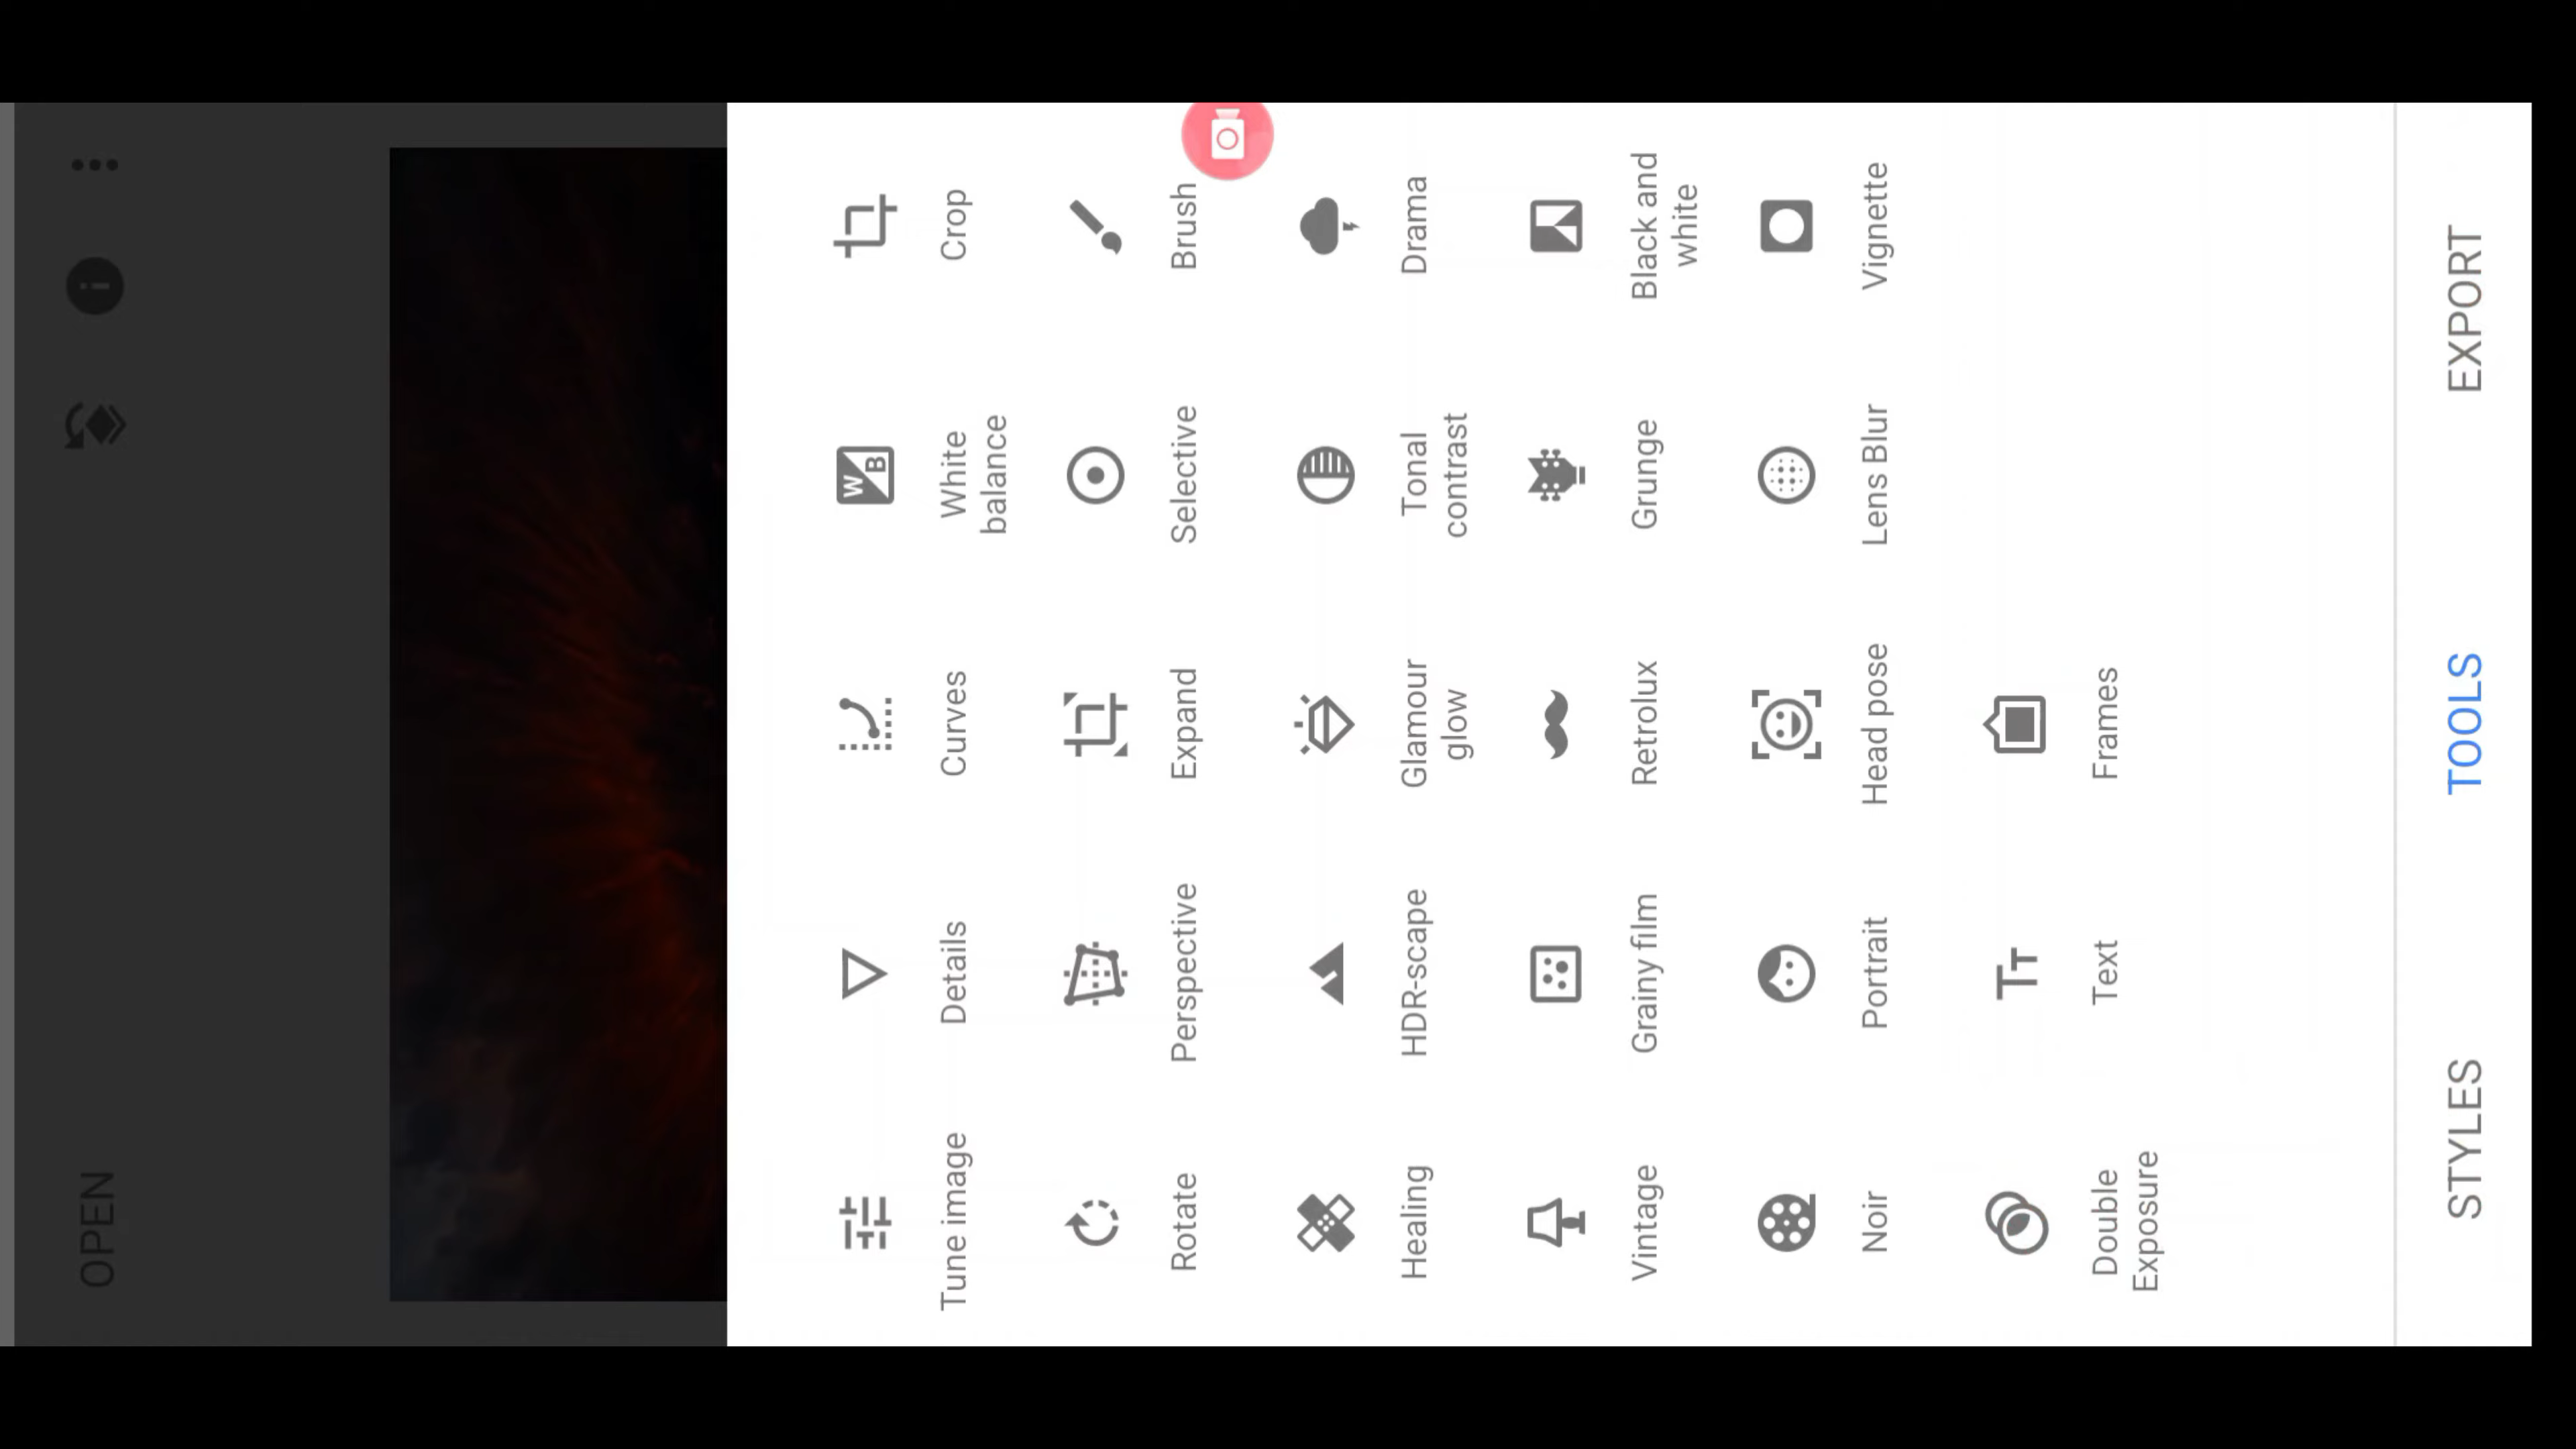 OPEN
Tune image
Details
Curves
White
balance
Crop
Rotate
Perspective
Expand
Selective
Brush
Healing
HDR-scape
Glamour
glow
Tonal
contrast
Drama
Vintage
Grainy film
Retrolux
Grunge
Black and
white
Noir
Portrait
Head pose
Lens Blur
Vignette
Double
Exposure
Text
Frames
STYLES
TOOLS
EXPORT